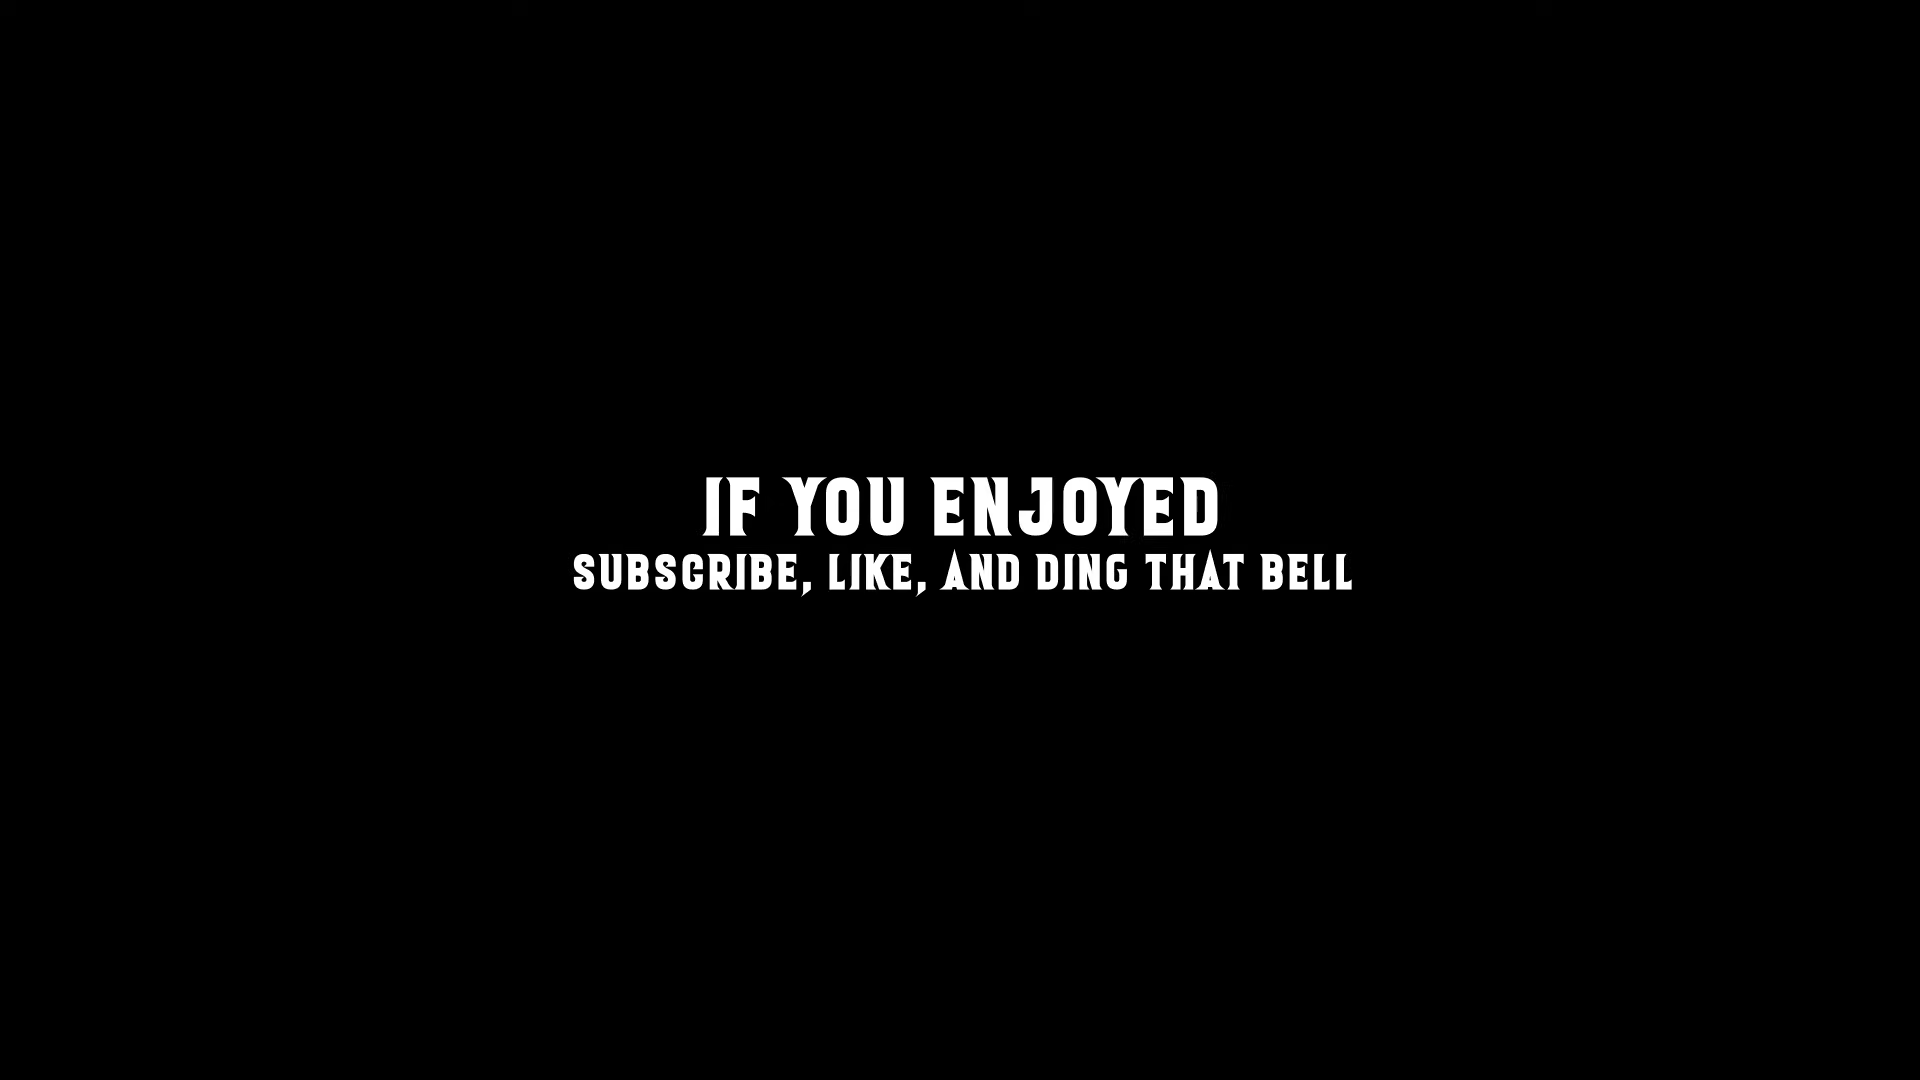 IF YOU ENJOYED
SUBSCRIBE, LIKE, AND DING THAT BELL